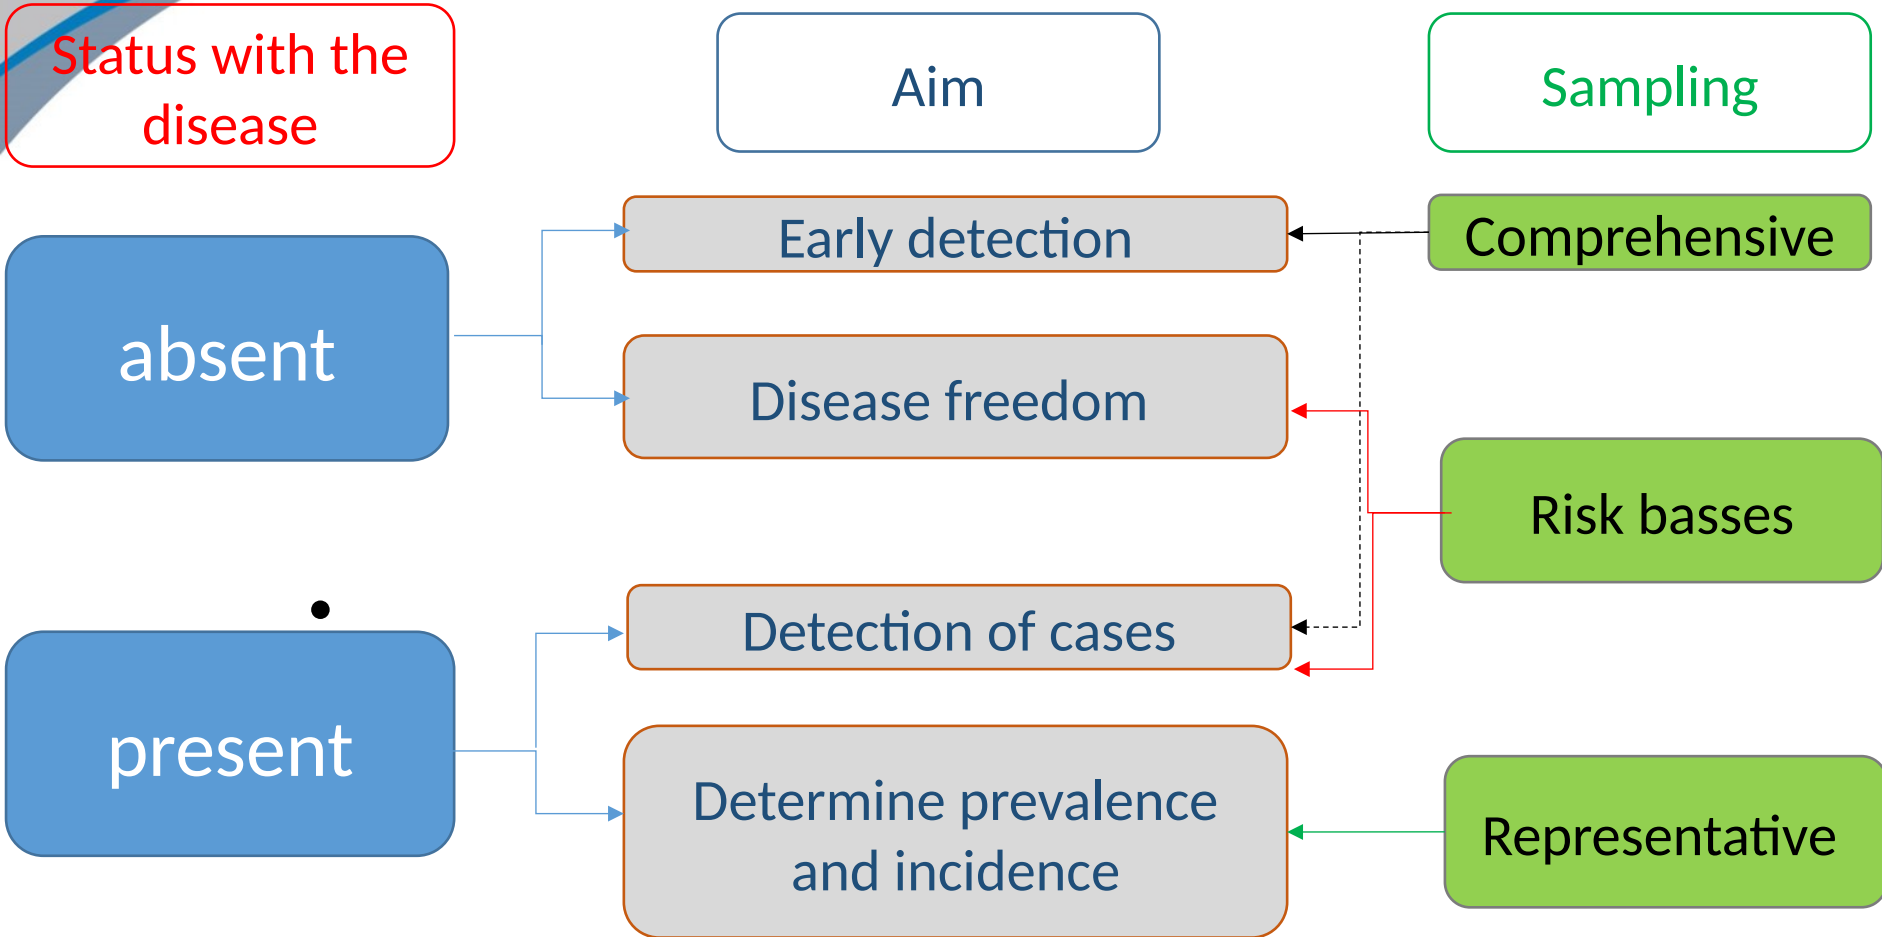 Status with the
disease
Aim
Sampling
Early detection
Comprehensive
absent
Disease freedom
Risk basses
Detection of cases
present
Determine prevalence
and incidence
Representative